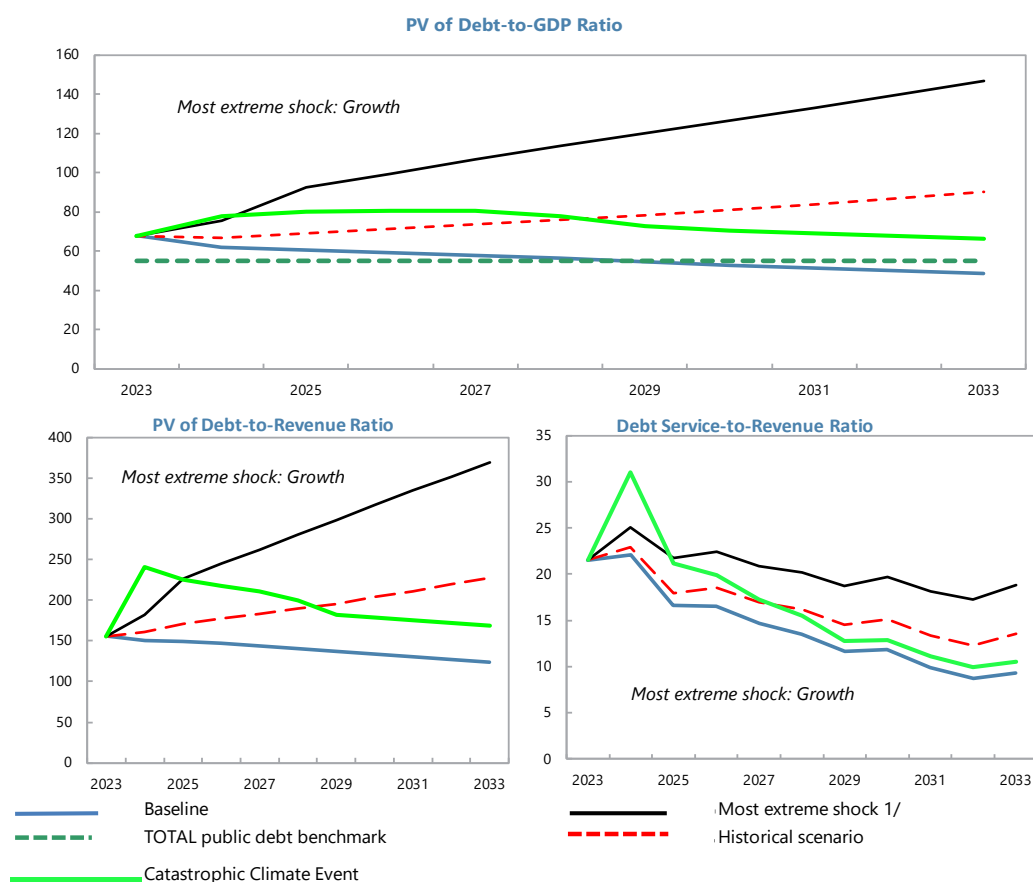 PV of Debt-to-GDP Ratio
160
140
120
100
80
60
40
20
0
Most extreme shock: Growth
2023 2025 2027 2029 2031 2033
PV of Debt-to-Revenue Ratio
400
350
300
250
200
150
100
50
0
Most extreme shock: Growth
2023 2025 2027 2029 2031 2033
Debt Service-to-Revenue Ratio
35
30
25
20
15
10
5
0
Most extreme shock: Growth
2023 2025 2027 2029 2031 2033
Baseline
TOTAL public debt benchmark
Catastrophic Climate Event
Most extreme shock 1/
Historical scenario